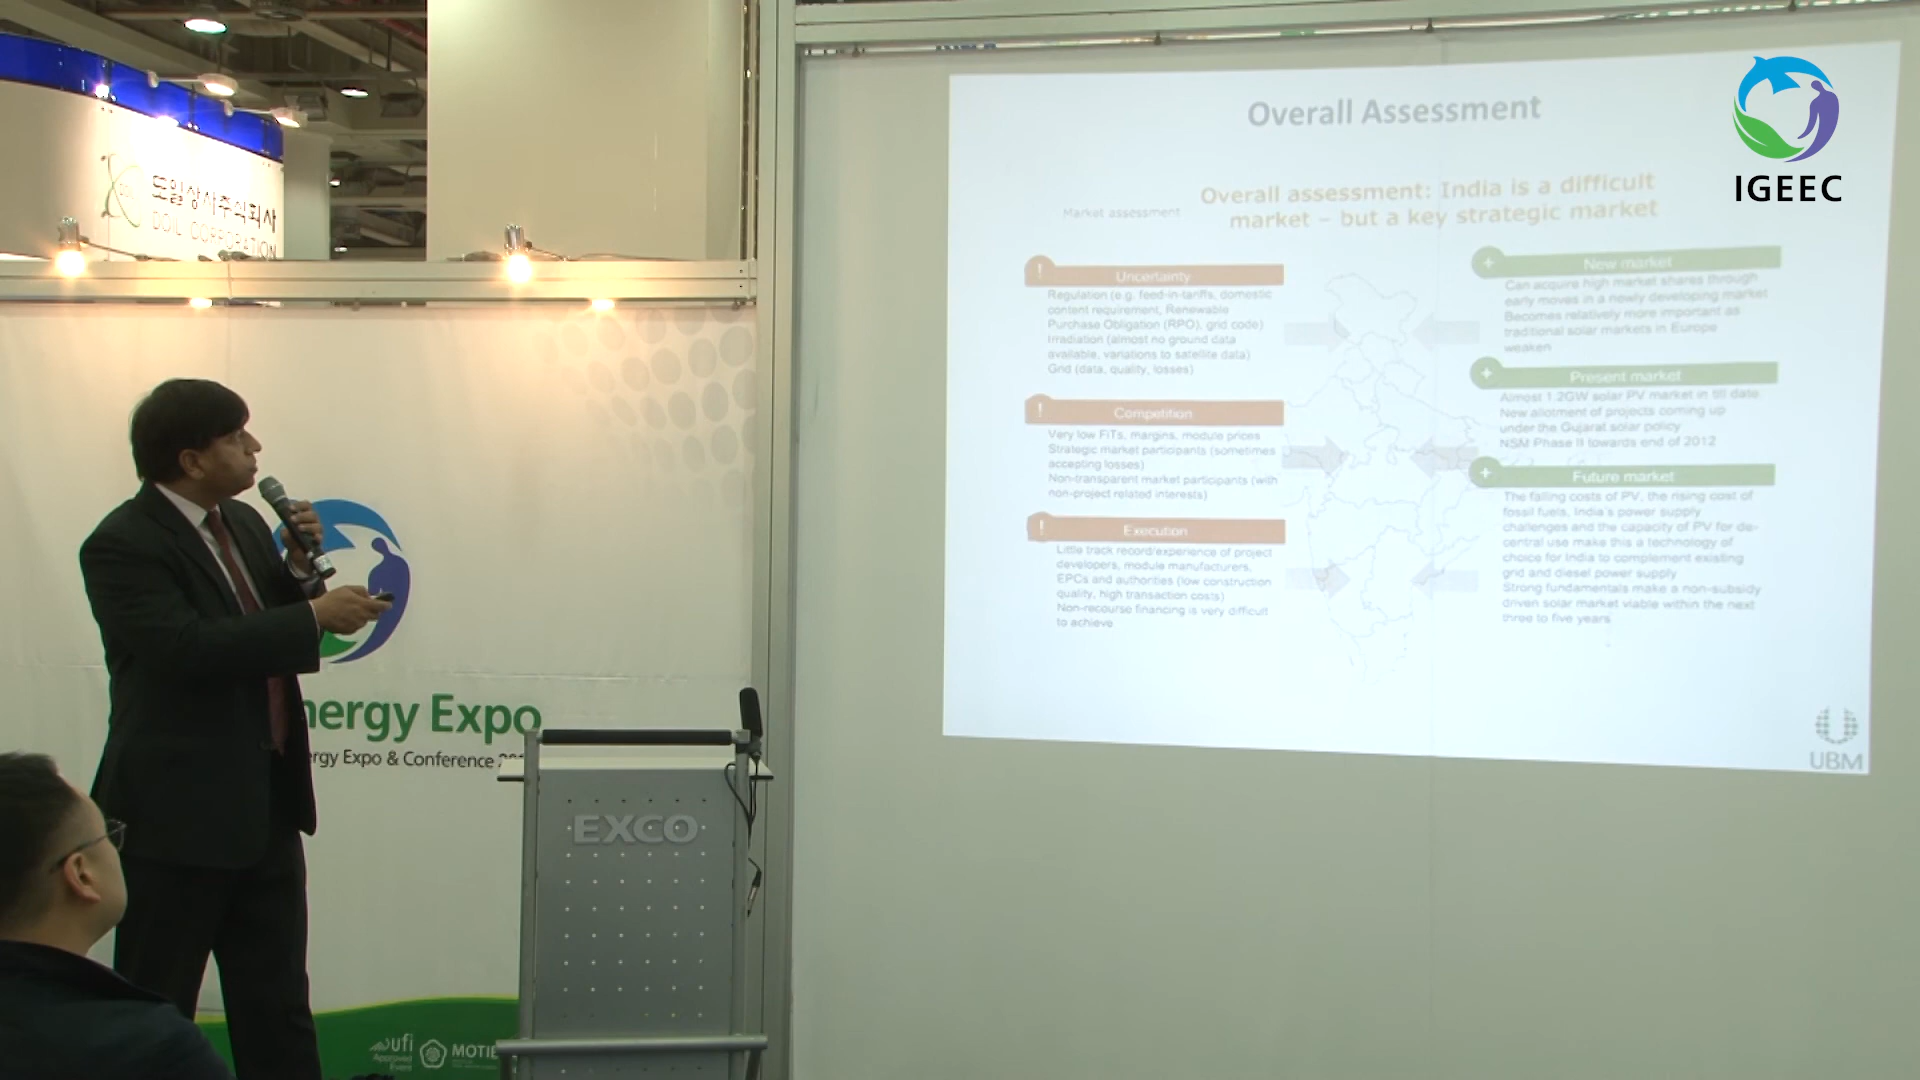 또일상사주식회사
DOIL CORPORATION
nergy Expo
ergy Expo & Conference
EXCO
ufi
Approved
Event
MOTIE
IGEEC
Overall Assessment
Market assessment
Overall assessment: India is a difficult
market – but a key strategic market
!
Uncertainty
Regulation (e.g. feed-in-tariffs, domestic
content requirement, Renewable
Purchase Obligation (RPO), grid code)
Irradiation (almost no ground data
available, variations to satellite data)
Grid (data, quality, losses)
!
Competition
Very low FiTs, margins, module prices
Strategic market participants (sometimes
accepting losses)
Non-transparent market participants (with
non-project related interests)
!
Execution
Little track record/experience of project
developers, module manufacturers,
EPCs and authorities (low construction
quality, high transaction costs)
Non-recourse financing is very difficult
to achieve
+
New market
Can acquire high market shares through
early moves in a newly developing market
Becomes relatively more important as
traditional solar markets in Europe
weaken
+
Present market
Almost 1.2GW solar PV market in till date.
New allotment of projects coming up
under the Gujarat solar policy
NSM Phase II towards end of 2012
+
Future market
The falling costs of PV, the rising cost of
fossil fuels, India's power supply
challenges and the capacity of PV for de-
central use make this a technology of
choice for India to complement existing
grid and diesel power supply
Strong fundamentals make a non-subsidy
driven solar market viable within the next
three to five years
UBM